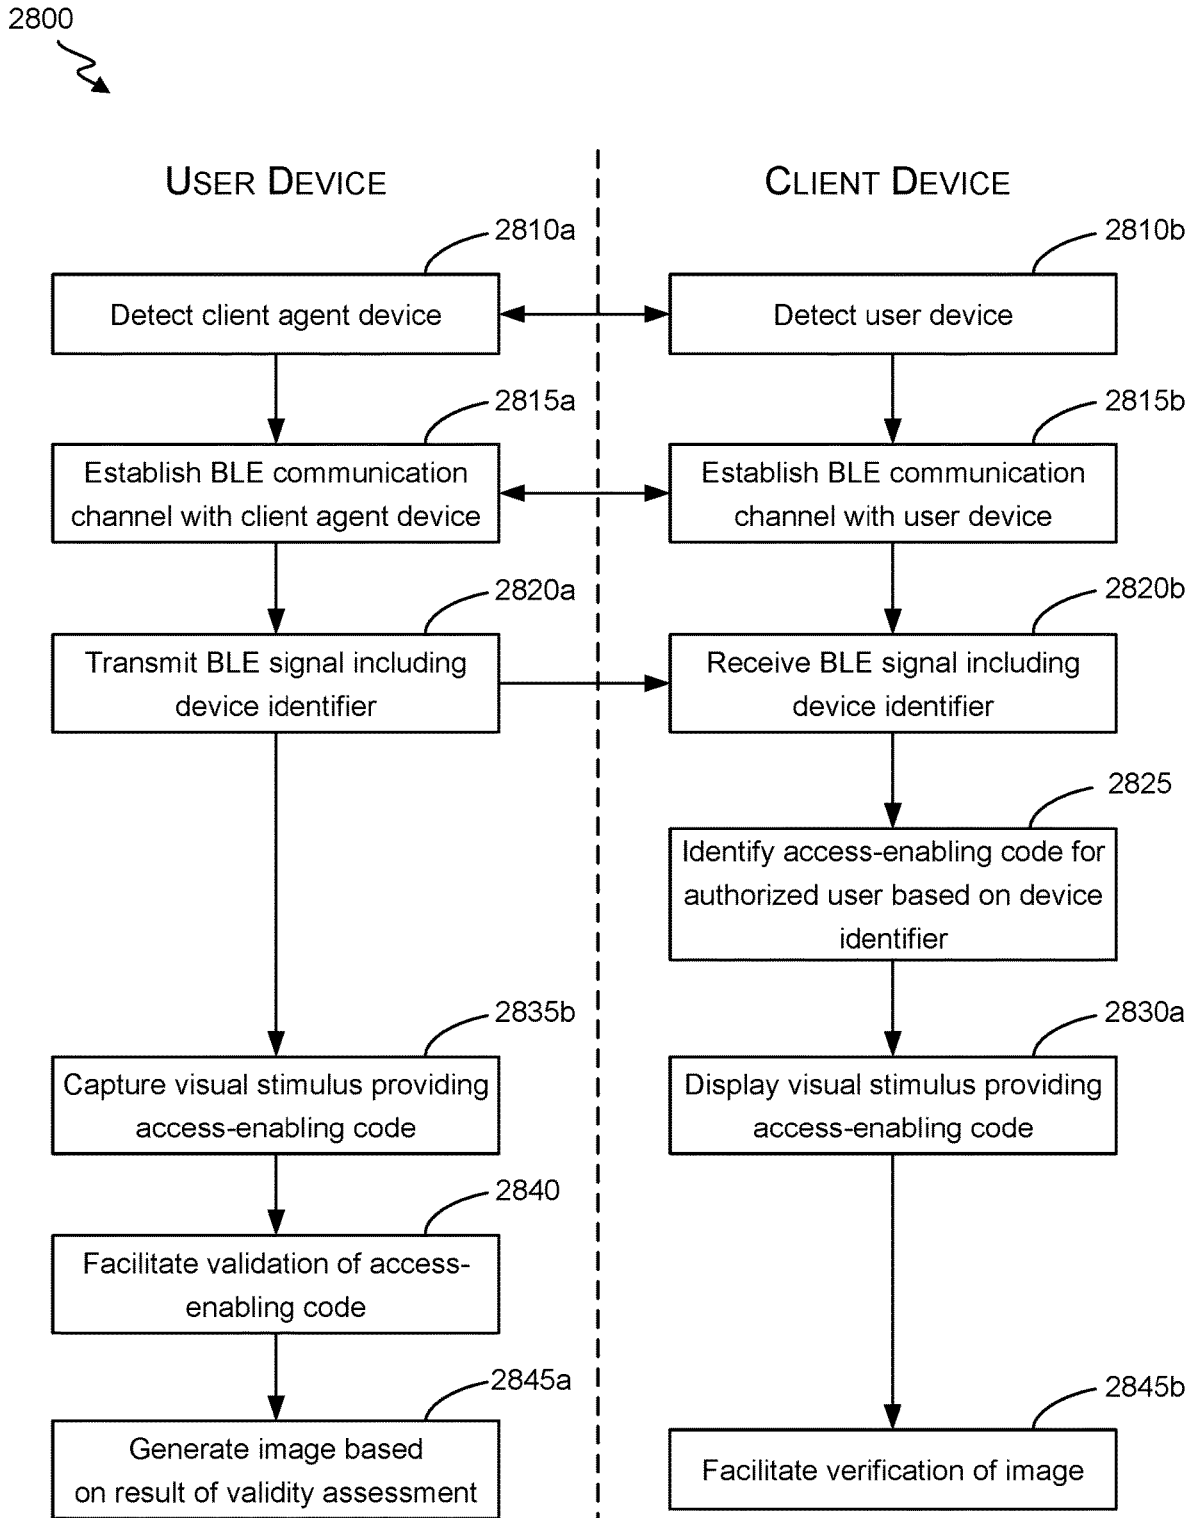 2800
USER DEVICE
CLIENT DEVICE
2810a
2810b
Detect client agent device
Detect user device
2815a
2815b
Establish BLE communication
channel with client agent device
Establish BLE communication
channel with user device
2820a
2820b
Transmit BLE signal including
device identifier
Receive BLE signal including
device identifier
2825
Identify access-enabling code for
authorized user based on device
identifier
2835b
2830a
Capture visual stimulus providing
access-enabling code
Display visual stimulus providing
access-enabling code
2840
Facilitate validation of access-
enabling code
2845a
2845b
Generate image based
on result of validity assessment
Facilitate verification of image